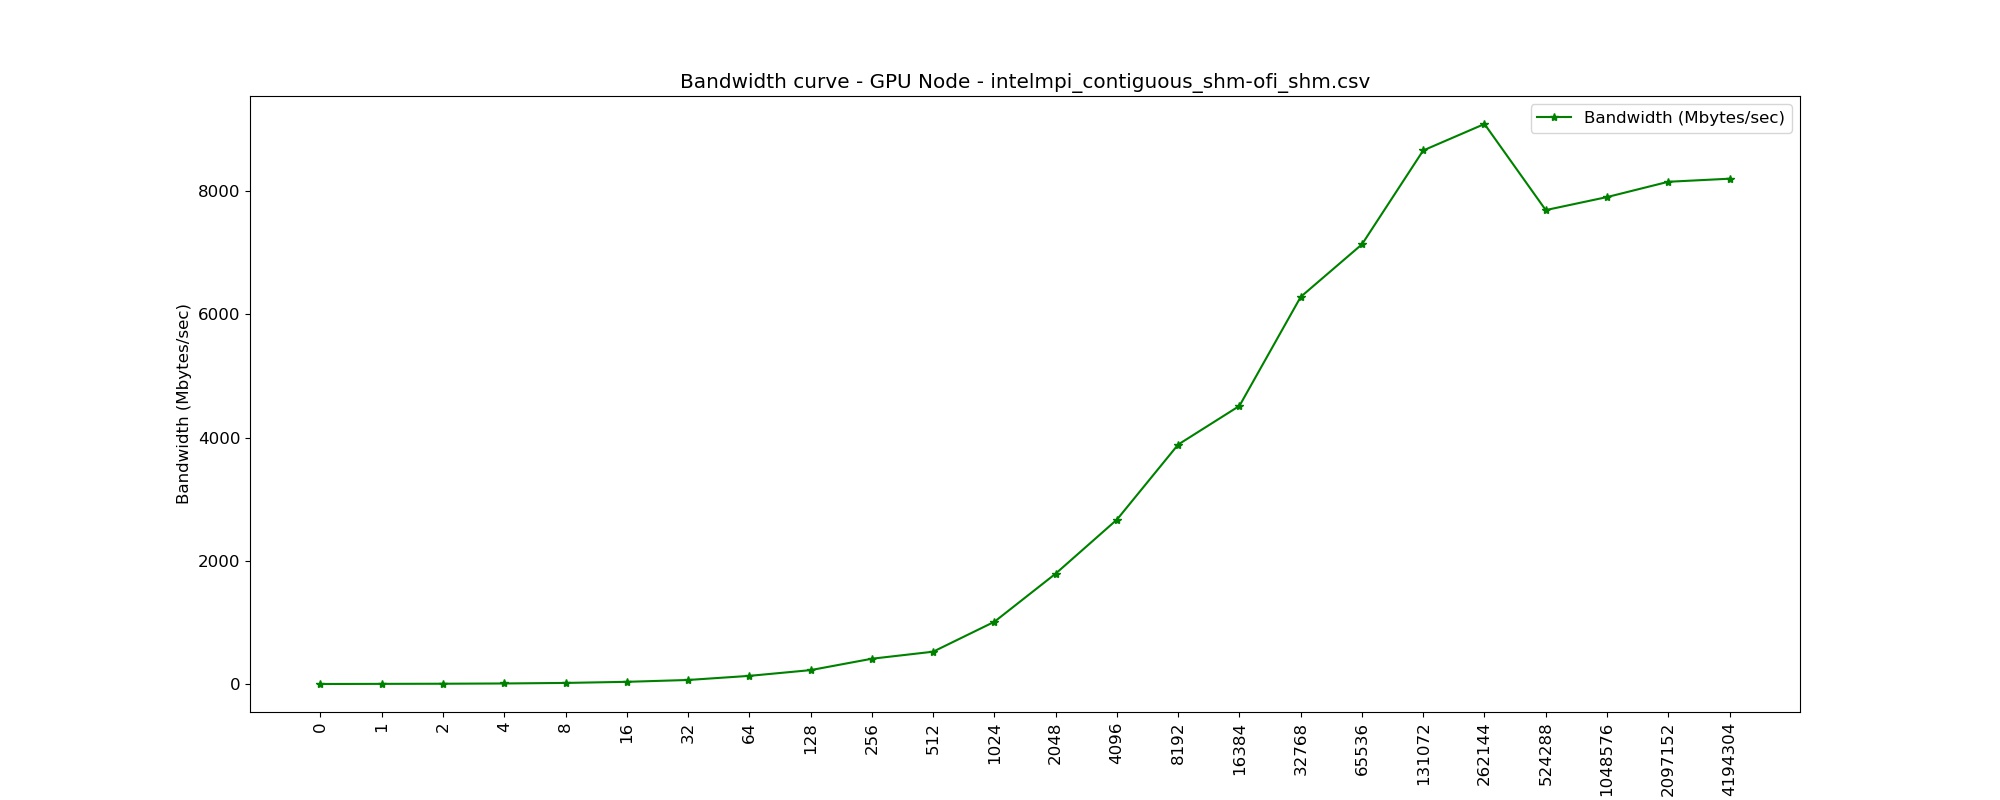 Bandwidth curve - GPU Node - intelmpi_contiguous_shm-ofi_shm.csv
Bandwidth (Mbytes/sec)
Bandwidth (Mbytes/sec)
8000
6000
4000
2000
0
0 1 2 4 8 16 32 64 128 256 512 1024 2048 4096 8192 16384 32768 65536 131072 262144 524288 1048576 2097152 4194304